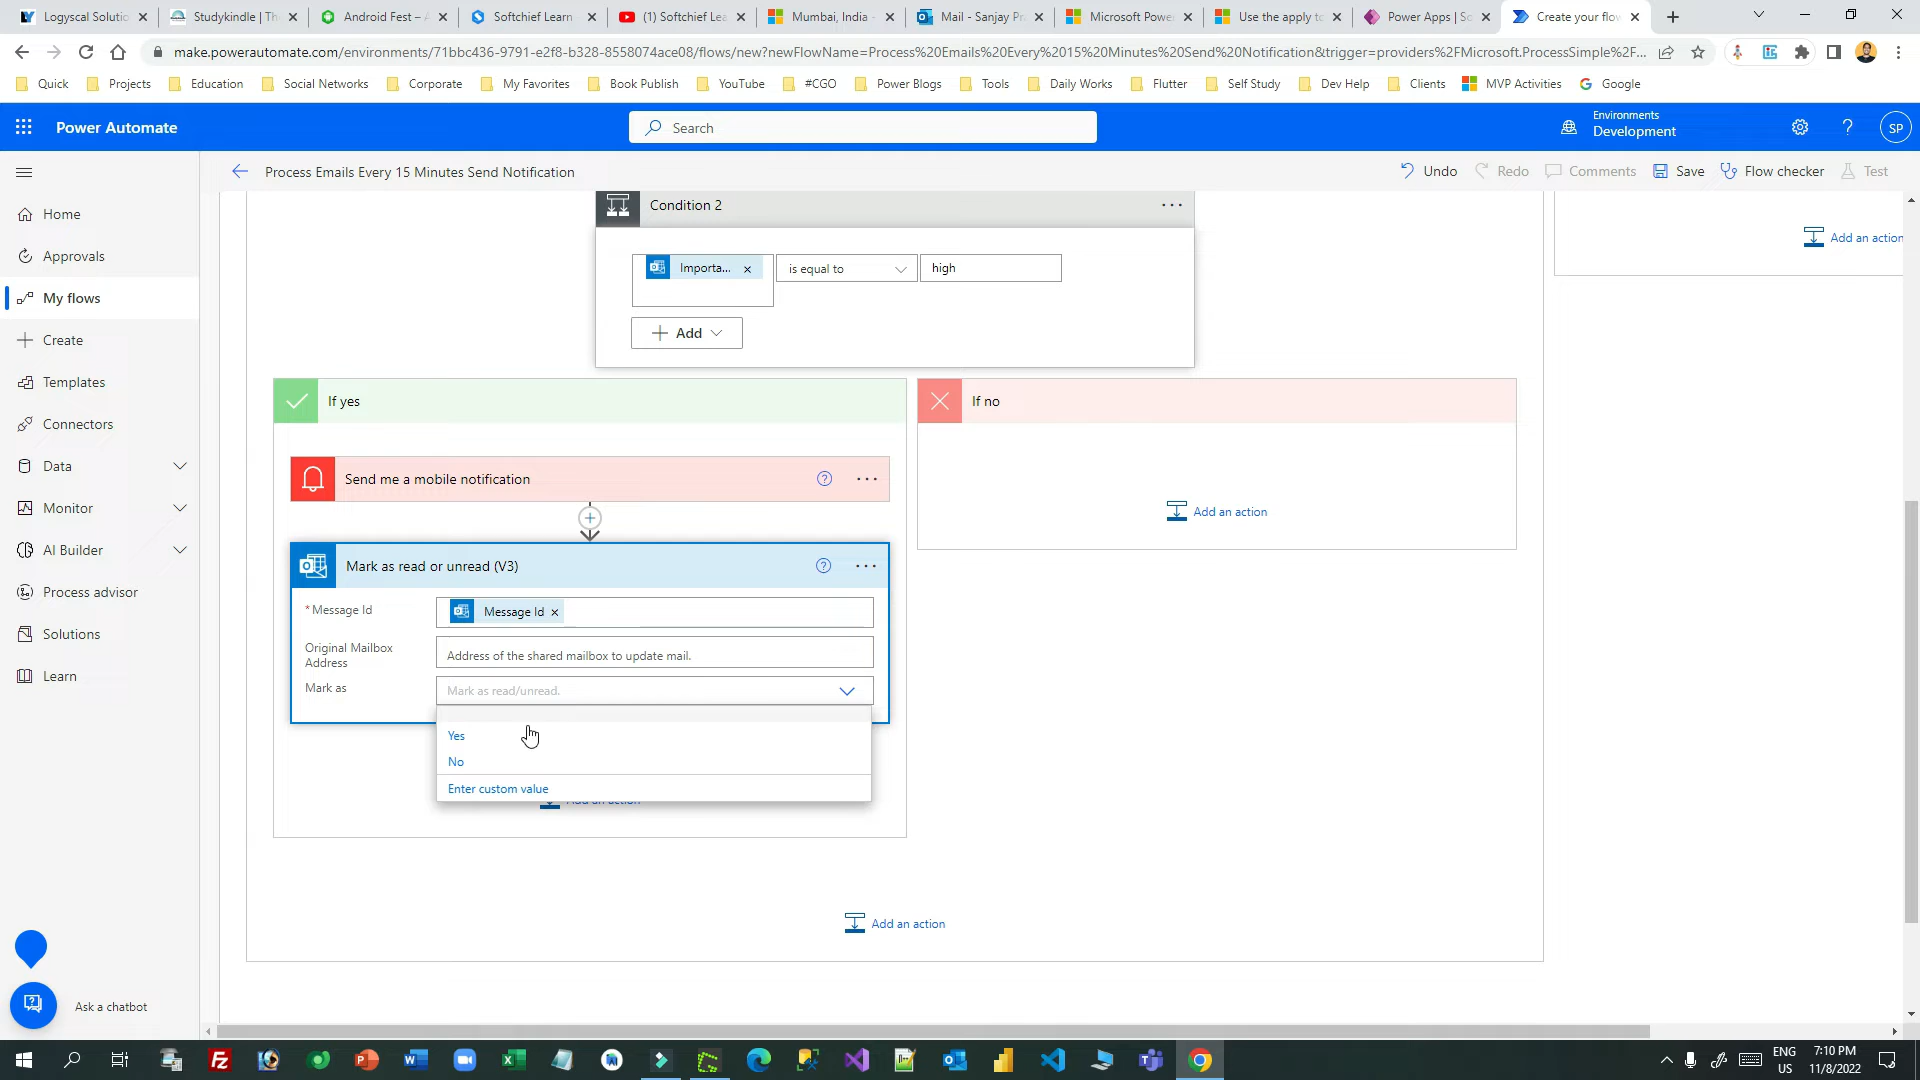 Logyscal Solutio
Studykindle | Th
Android Fest – A
Softchief Learn -
(1) Softchief Lea
Mumbai, India -
Mail - Sanjay Pra
Microsoft Power
Use the apply to
Power Apps | So
Create your flow
make.powerautomate.com/environments/71bbc436-9791-e2f8-b328-8558074ace08/flows/new?newFlowName=Process%20Emails%20Every%2015%20Minutes%20Send%20Notification&trigger=providers%2FMicrosoft.ProcessSimple%2F...
Quick
Projects
Education
Social Networks
Corporate
My Favorites
Book Publish
YouTube
#CGO
Power Blogs
Tools
Daily Works
Flutter
Self Study
Dev Help
Clients
MVP Activities
Google
Power Automate
Search
Environments
Development
SP
Process Emails Every 15 Minutes Send Notification
Undo
Redo
Comments
Save
Flow checker
Test
Home
Approvals
My flows
Create
Templates
Connectors
Data
Monitor
AI Builder
Process advisor
Solutions
Learn
Ask a chatbot
Condition 2
Importa...
is equal to
high
Add
Add an action
If yes
If no
Send me a mobile notification
Add an action
Mark as read or unread (V3)
* Message Id
Message Id
Original Mailbox
Address
Address of the shared mailbox to update mail.
Mark as
Mark as read/unread.
Yes
No
Enter custom value
Add an action
Add an action
ENG
US
7:10 PM
11/8/2022